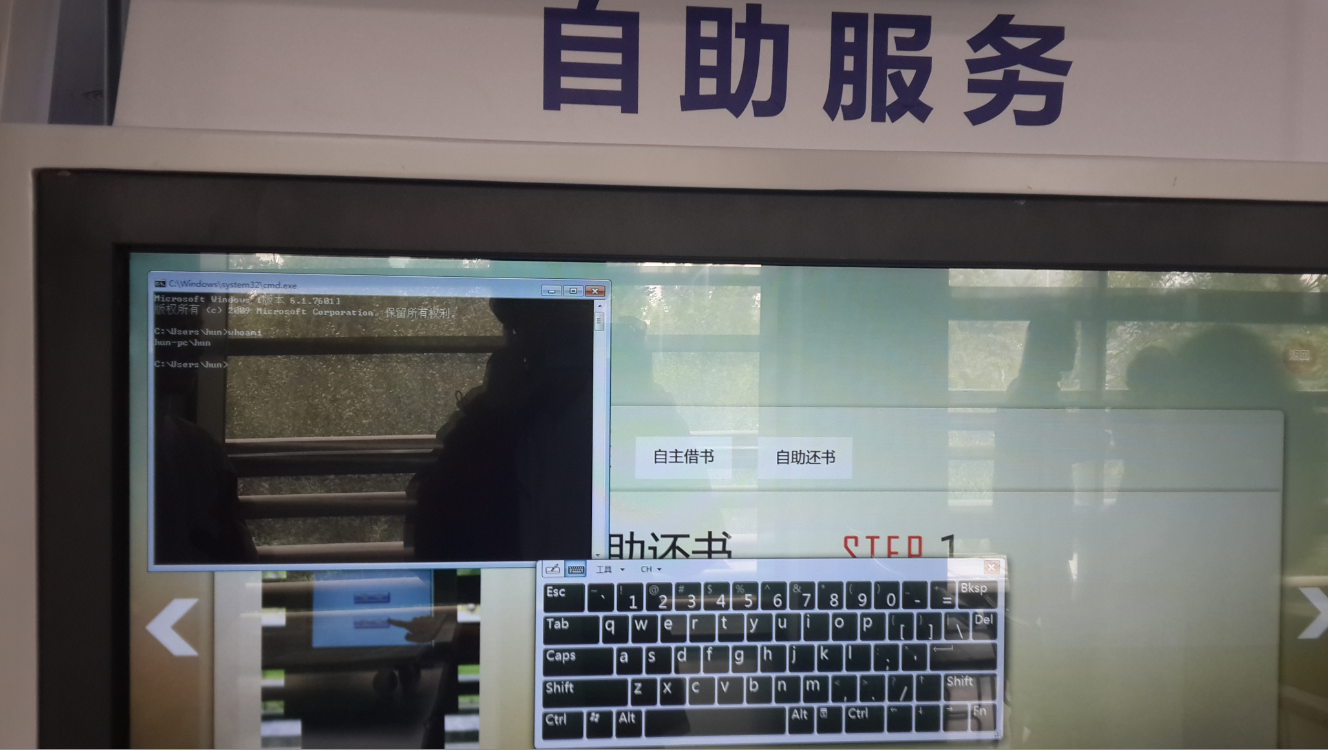 自助服务
C:\Windows\system32\cmd.exe
Microsoft Windows [版本 6.1.7601]
版权所有 (c) 2009 Microsoft Corporation。保留所有权利。
C:\Users\hun>whoami
hun-pc\hun
C:\Users\hun>
返回
自主借书 自助还书
助还书 STEP 1
工具 CH
Esc ~ ` ! 1 @ 2 # 3 $ 4 % 5 ^ 6 & 7 * 8 ( 9 ) 0 _ - + = Bksp
Tab q w e r t y u i o p { [ } ] | \ Del
Caps a s d f g h j k l : ; " '
Shift z x c v b n m < , > . ? / ↑ Shift
Ctrl Alt Alt Ctrl ← ↓ → Fn